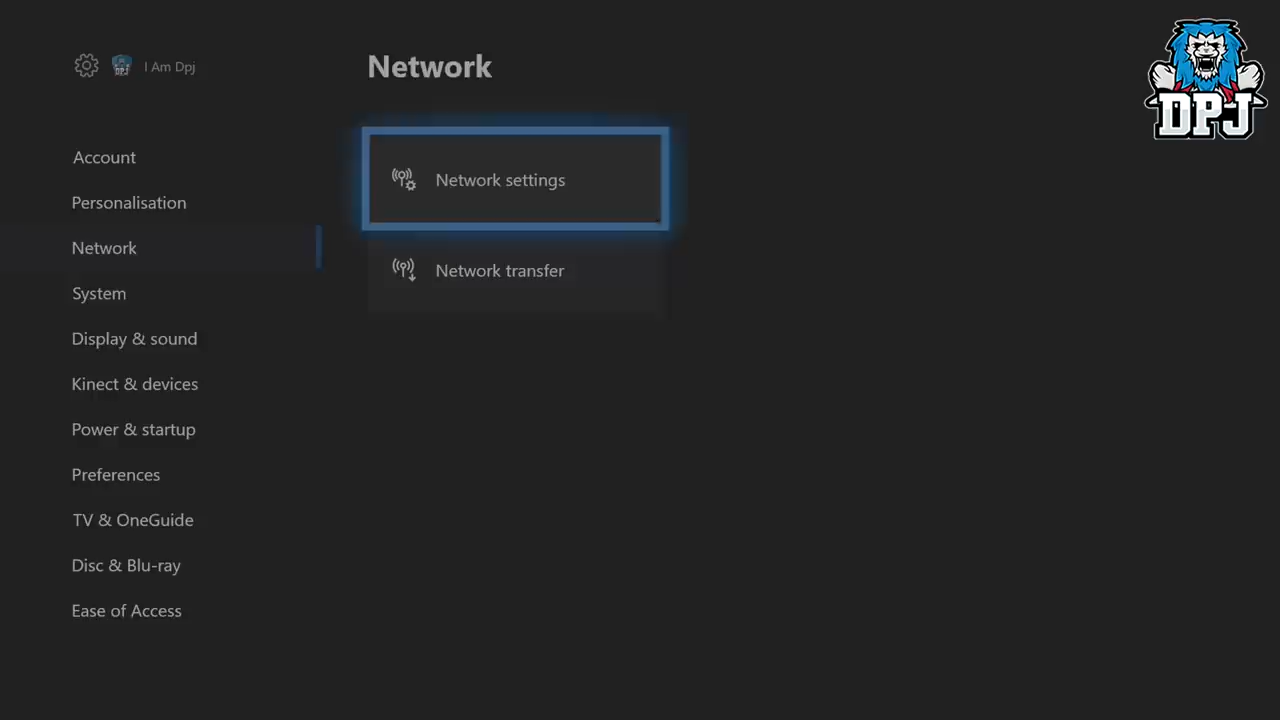 I Am Dpj
Network
DPJ
Account
Personalisation
Network
System
Display & sound
Kinect & devices
Power & startup
Preferences
TV & OneGuide
Disc & Blu-ray
Ease of Access
Network settings
Network transfer